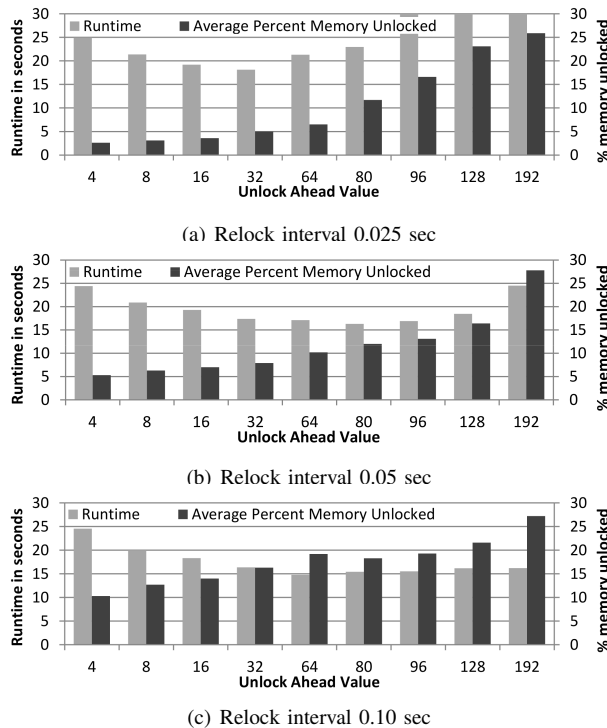 Runtime Average Percent Memory Unlocked
Runtime in seconds
30 25 20 15 10 5 0
30 25 20 15 10 5 0
% memory unlocked
4 8 16 32 64 80 96 128 192
Unlock Ahead Value
(a) Relock interval 0.025 sec
Runtime Average Percent Memory Unlocked
Runtime in seconds
30 25 20 15 10 5 0
30 25 20 15 10 5 0
% memory unlocked
4 8 16 32 64 80 96 128 192
Unlock Ahead Value
(b) Relock interval 0.05 sec
Runtime Average Percent Memory Unlocked
Runtime in seconds
30 25 20 15 10 5 0
30 25 20 15 10 5 0
% memory unlocked
4 8 16 32 64 80 96 128 192
Unlock Ahead Value
(c) Relock interval 0.10 sec